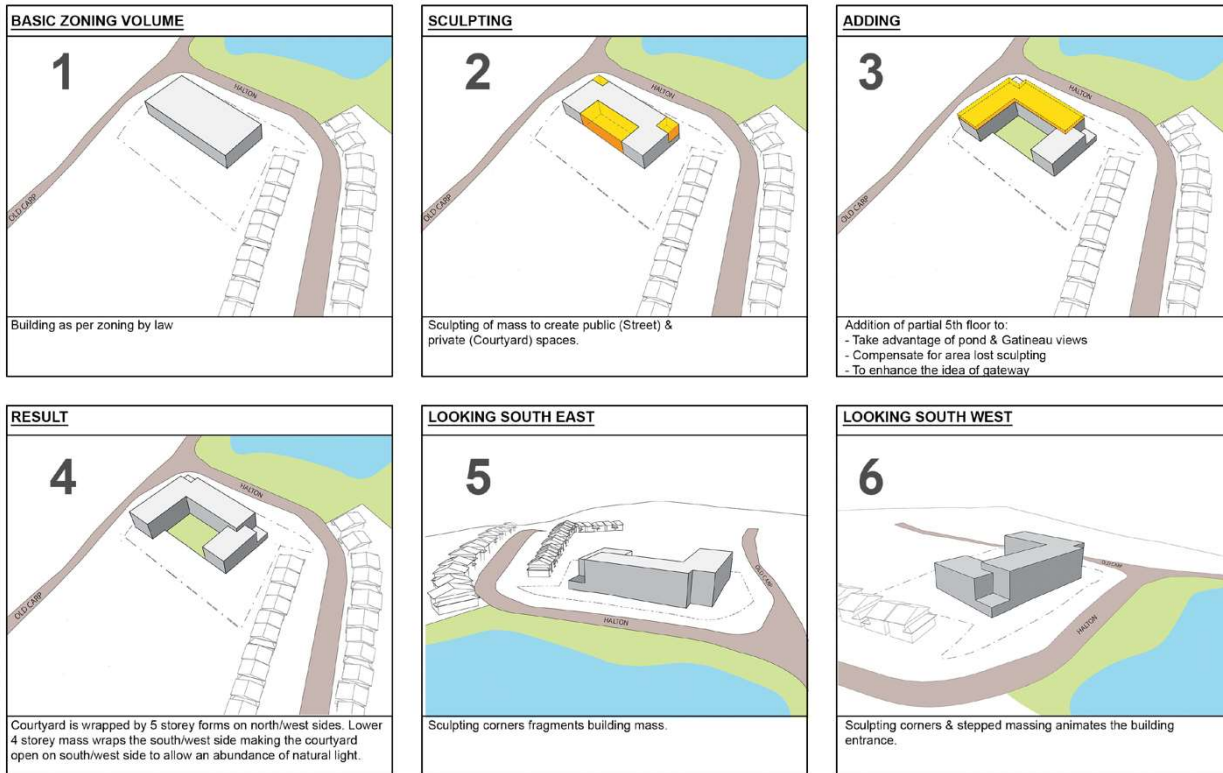 BASIC ZONING VOLUME
1
HALTON
OLD CARP
Building as per zoning by law
SCULPTING
2
HALTON
OLD CARP
Sculpting of mass to create public (Street) &
private (Courtyard) spaces.
ADDING
3
HALTON
OLD CARP
Addition of partial 5th floor to:
- Take advantage of pond & Gatineau views
- Compensate for area lost sculpting
- To enhance the idea of gateway
RESULT
4
HALTON
OLD CARP
Courtyard is wrapped by 5 storey forms on north/west sides. Lower
4 storey mass wraps the south/west side making the courtyard
open on south/west side to allow an abundance of natural light.
LOOKING SOUTH EAST
5
OLD CARP
HALTON
Sculpting corners fragments building mass.
LOOKING SOUTH WEST
6
OLD CARP
HALTON
Sculpting corners & stepped massing animates the building
entrance.